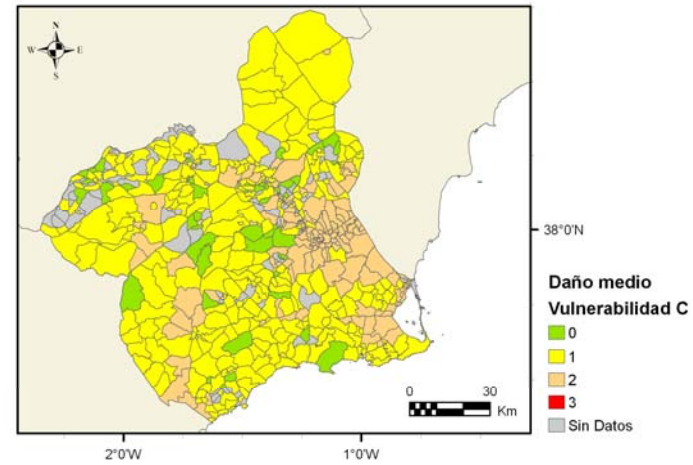 N
W E
S
38°0'N
Daño medio
Vulnerabilidad C
0
1
2
3
Sin Datos
0 30
Km
2°0'W 1°0'W